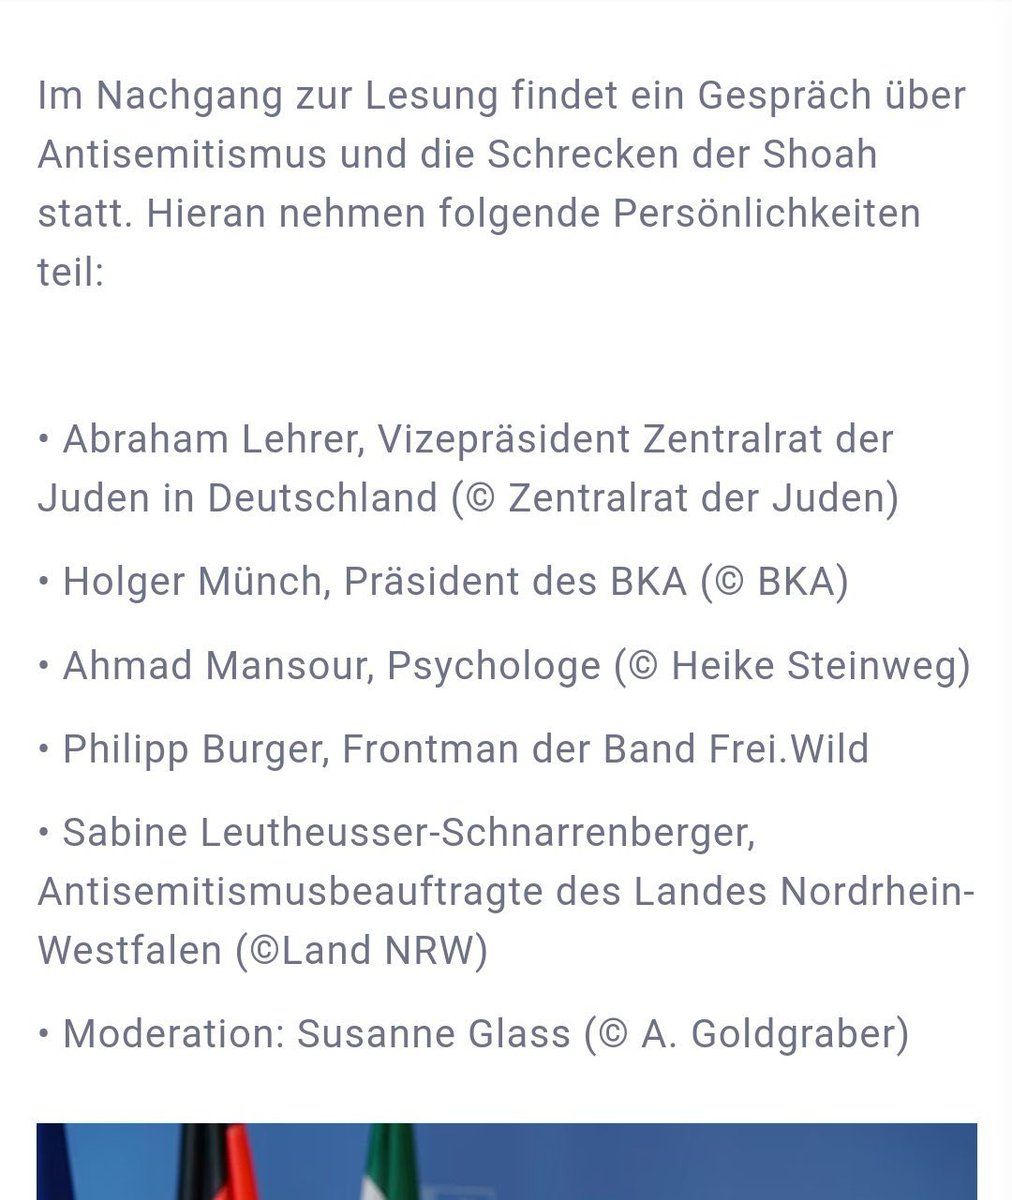 Im Nachgang zur Lesung findet ein Gespräch über
Antisemitismus und die Schrecken der Shoah
statt. Hieran nehmen folgende Persönlichkeiten
teil:
• Abraham Lehrer, Vizepräsident Zentralrat der
Juden in Deutschland (© Zentralrat der Juden)
• Holger Münch, Präsident des BKA (© BKA)
• Ahmad Mansour, Psychologe (© Heike Steinweg)
• Philipp Burger, Frontman der Band Frei.Wild
• Sabine Leutheusser-Schnarrenberger,
Antisemitismusbeauftragte des Landes Nordrhein-
Westfalen (©Land NRW)
• Moderation: Susanne Glass (© A. Goldgraber)